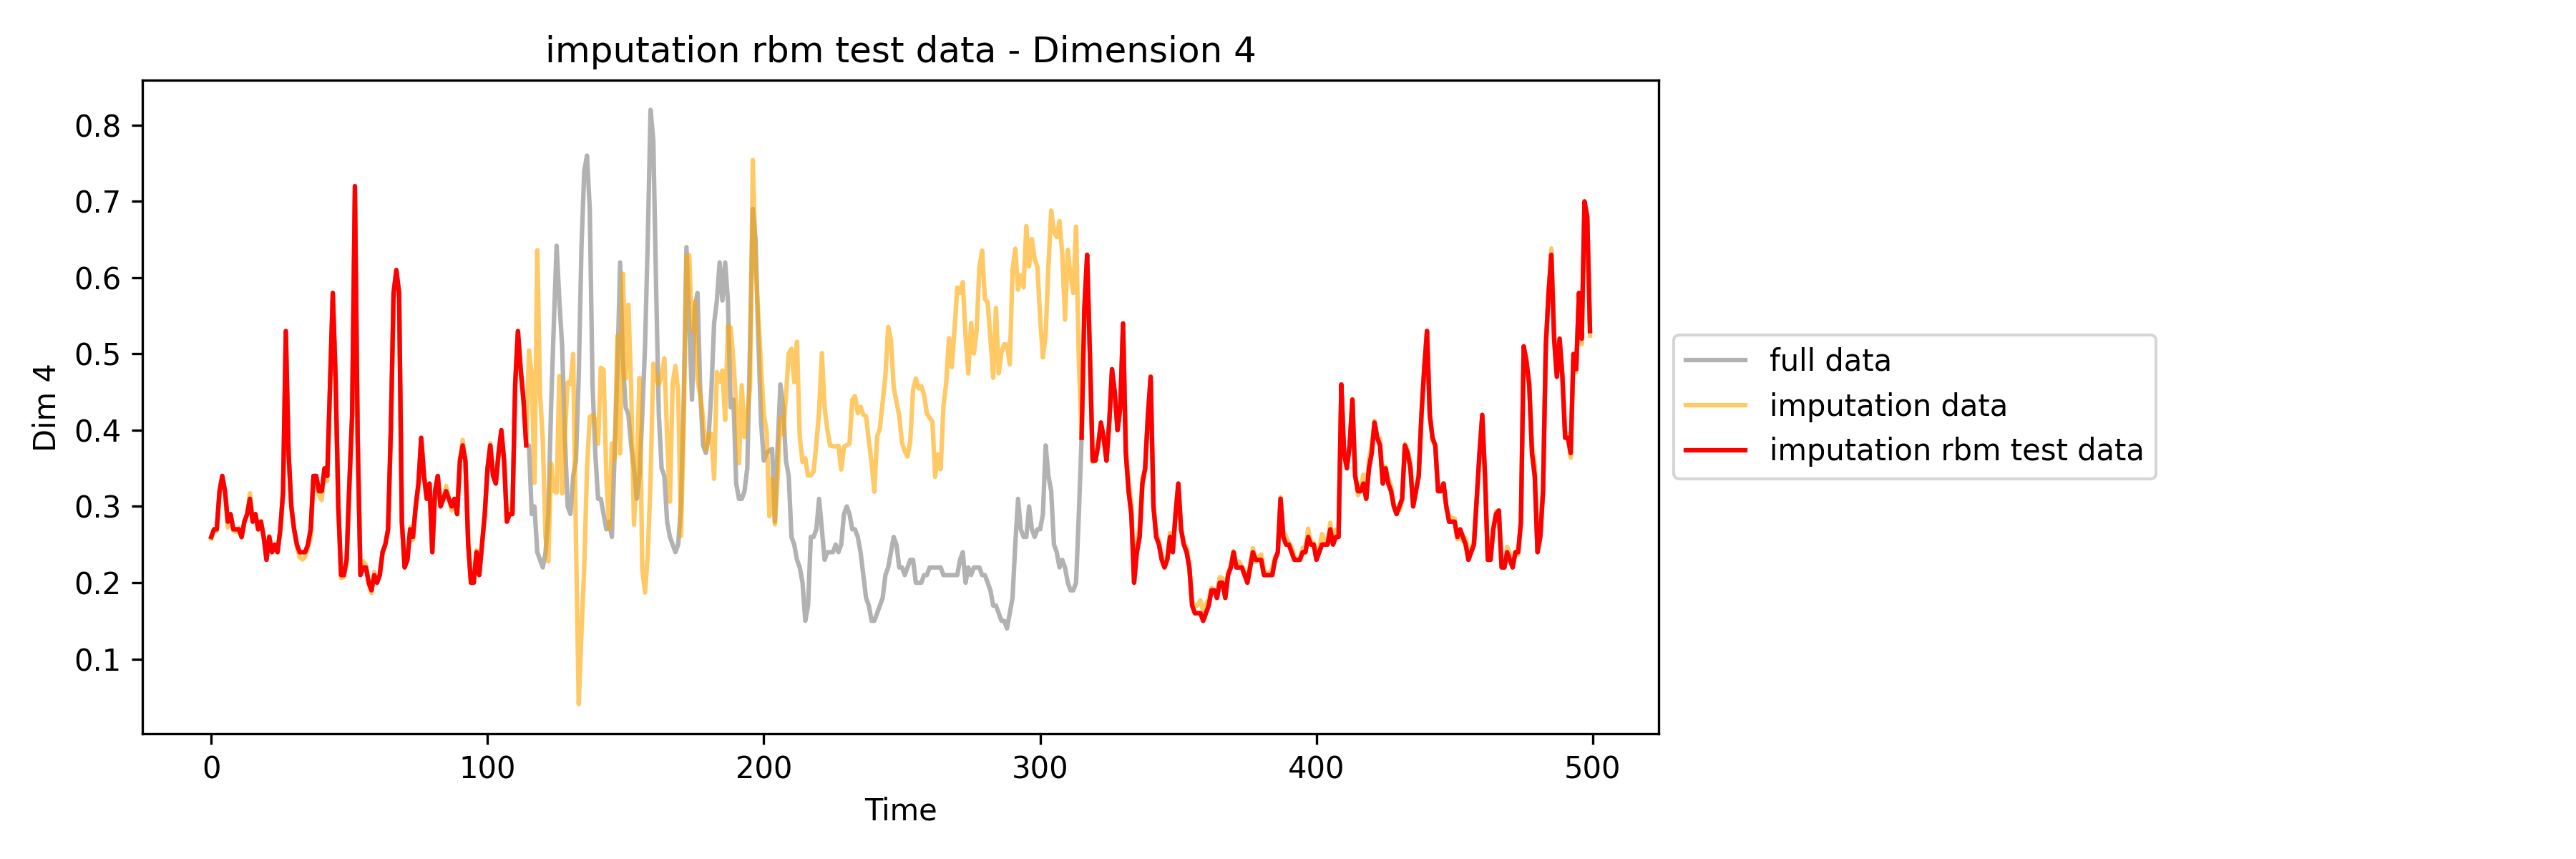 imputation rbm test data - Dimension 4
0.8
0.7
0.6
0.5
0.4
0.3
0.2
0.1
Dim 4
0 100 200 300 400 500
Time
full data
imputation data
imputation rbm test data